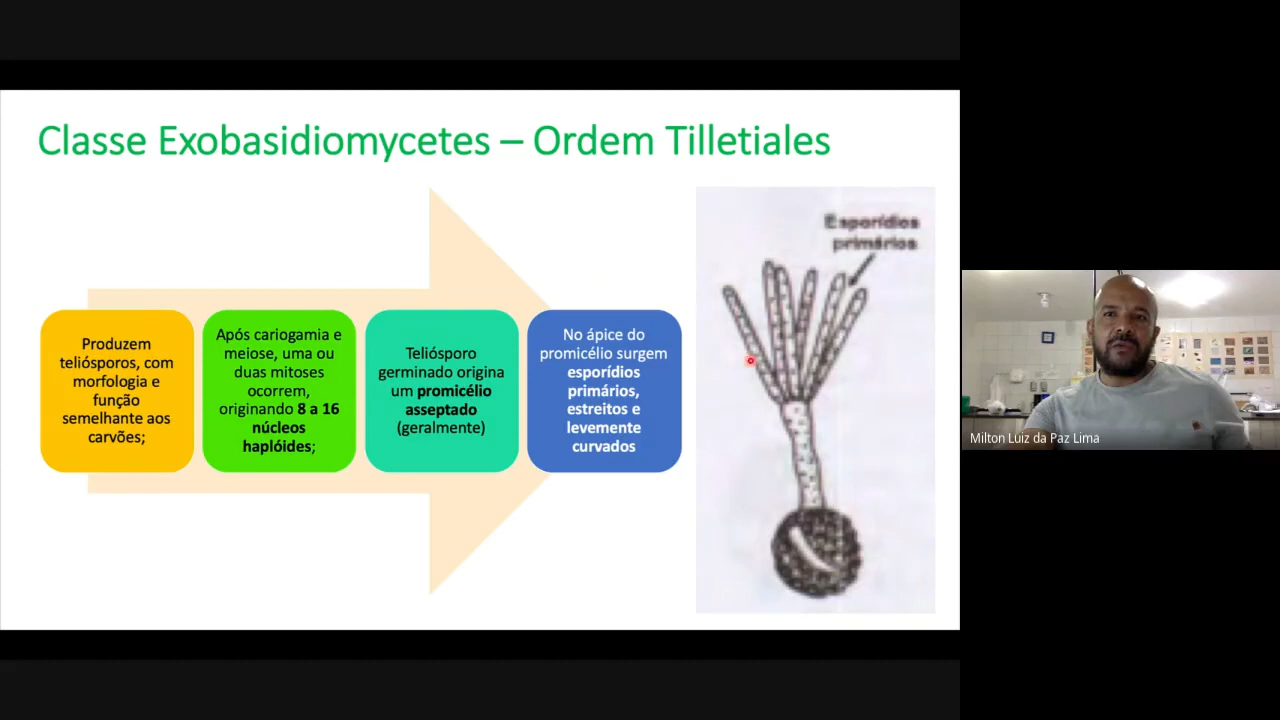 Classe Exobasidiomycetes – Ordem Tilletiales
Produzem
teliósporos, com
morfologia e
função
semelhante aos
carvões;
Após cariogamia e
meiose, uma ou
duas mitoses
ocorrem,
originando 8 a 16
núcleos
haplóides;
Teliósporo
germinado origina
um promicélio
asseptado
(geralmente)
No ápice do
promicélio surgem
esporídios
primários,
estreitos e
levemente
curvados
Esporídios
primários
Milton Luiz da Paz Lima